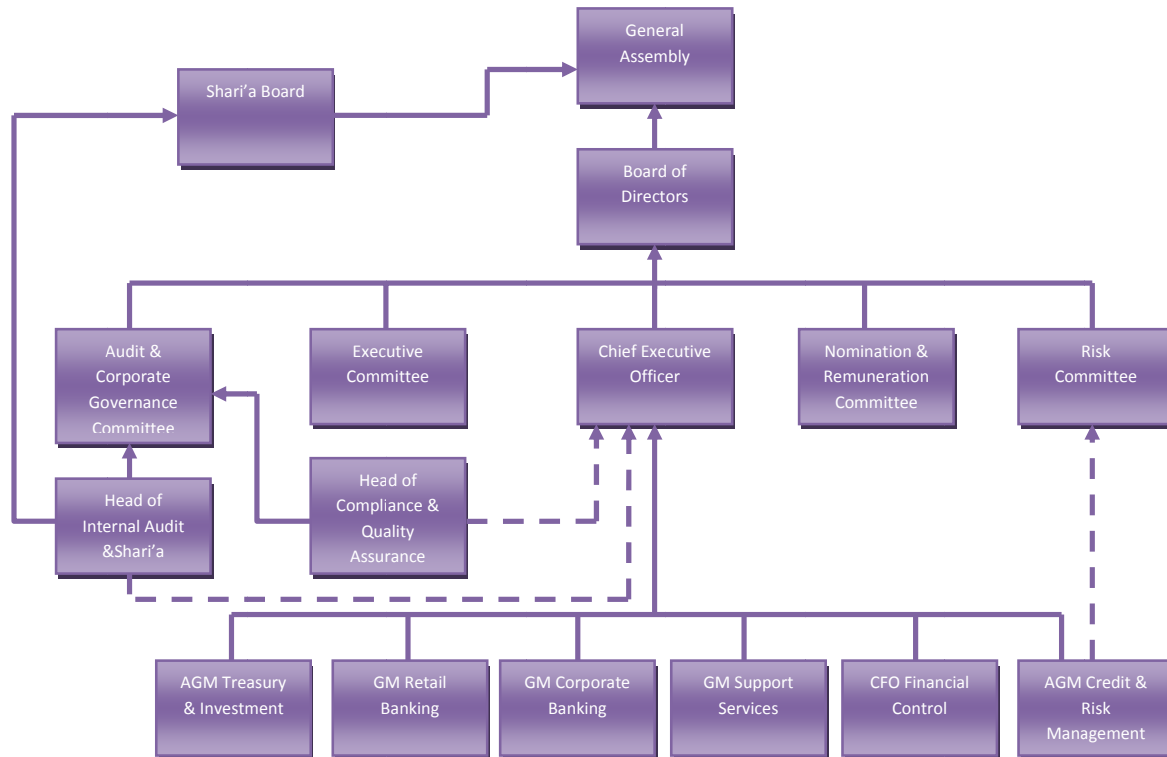 General
Assembly
Shari’a Board
Board of
Directors
Audit &
Corporate
Governance
Committee
Executive
Committee
Chief Executive
Officer
Nomination &
Remuneration
Committee
Risk
Committee
Head of
Internal Audit
&Shari’a
Head of
Compliance &
Quality
Assurance
AGM Treasury
& Investment
GM Retail
Banking
GM Corporate
Banking
GM Support
Services
CFO Financial
Control
AGM Credit &
Risk
Management